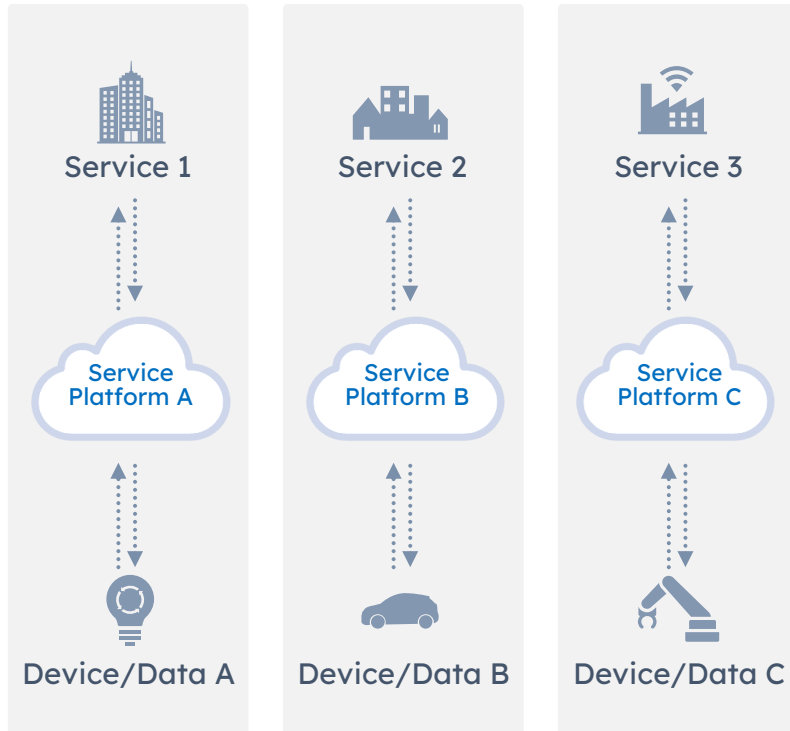 Service 1
Service 2
Service 3
Service
Platform A
Service
Platform B
Service
Platform C
Device/Data A
Device/Data B
Device/Data C